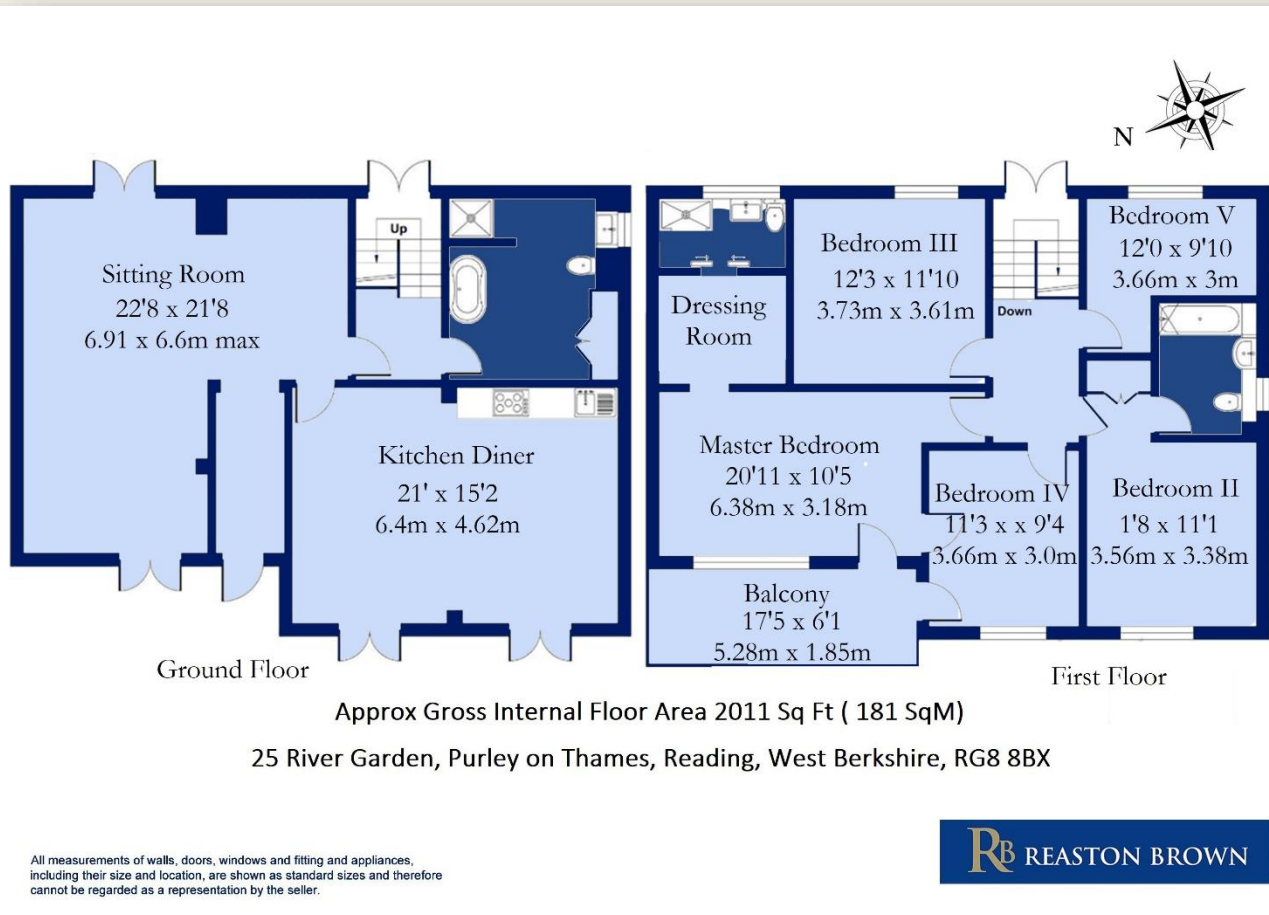 N
Up
Sitting Room
22'8 x 21'8
6.91 x 6.6m max
Kitchen Diner
21' x 15'2
6.4m x 4.62m
Ground Floor
Bedroom III
12'3 x 11'10
3.73m x 3.61m
Bedroom V
12'0 x 9'10
3.66m x 3m
Dressing
Room
Down
Master Bedroom
20'11 x 10'5
6.38m x 3.18m
Bedroom IV
11'3 x x 9'4
3.66m x 3.0m
Bedroom II
1'8 x 11'1
3.56m x 3.38m
Balcony
17'5 x 6'1
5.28m x 1.85m
First Floor
Approx Gross Internal Floor Area 2011 Sq Ft ( 181 SqM)
25 River Garden, Purley on Thames, Reading, West Berkshire, RG8 8BX
All measurements of walls, doors, windows and fitting and appliances,
including their size and location, are shown as standard sizes and therefore
cannot be regarded as a representation by the seller.
RB REASTON BROWN